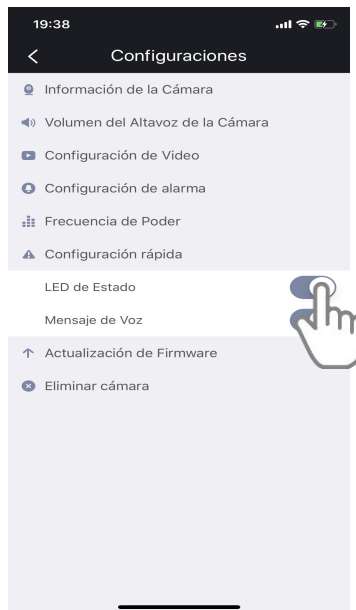 19:38
Configuraciones
Información de la Cámara
Volumen del Altavoz de la Cámara
Configuración de Video
Configuración de alarma
Frecuencia de Poder
Configuración rápida
LED de Estado
Mensaje de Voz
Actualización de Firmware
Eliminar cámara